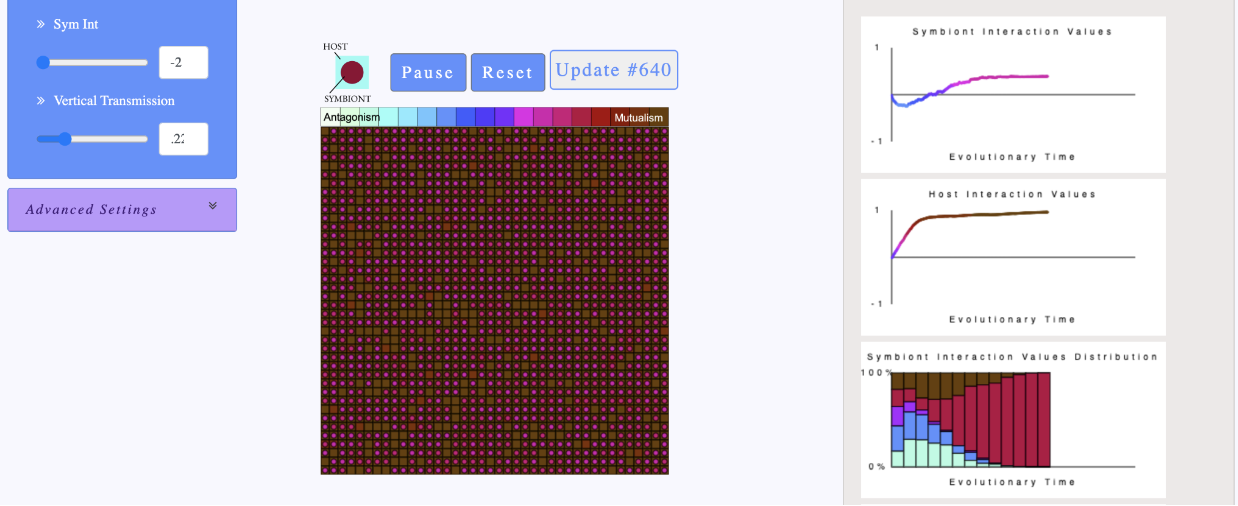 Sym Int
-2
Vertical Transmission
.22
Advanced Settings
HOST
SYMBIONT
Pause
Reset
Update #640
Antagonism
Mutualism
Symbiont Interaction Values
1
-1
Evolutionary Time
Host Interaction Values
1
-1
Evolutionary Time
Symbiont Interaction Values Distribution
100%
0%
Evolutionary Time